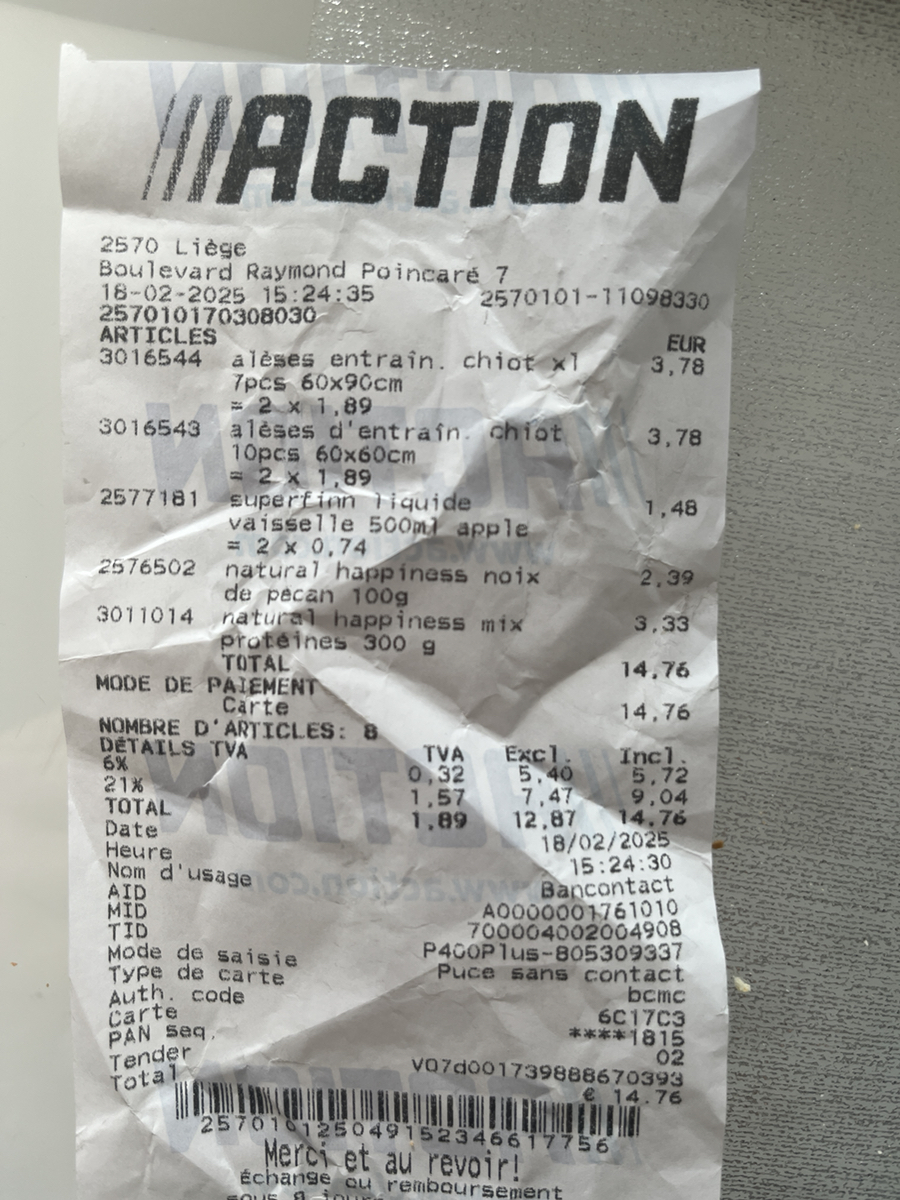 ACTION
2570 Liège
Boulevard Raymond Poincaré 7
18-02-2025 15:24:35 2570101-11098330
257010170308030
ARTICLES EUR
3016544 alèses entraîn. chiot xl 3,78
7pcs 60x90cm
= 2 x 1,89
3016543 alèses d'entraîn. chiot 3,78
10pcs 60x60cm
= 2 x 1,89
2577181 superfinn liquide 1,48
vaisselle 500ml apple
= 2 x 0,74
2576502 natural happiness noix 2,39
de pécan 100g
3011014 natural happiness mix 3,33
protéines 300 g
TOTAL 14,76
MODE DE PAIEMENT
Carte 14,76
NOMBRE D'ARTICLES: 8
DÉTAILS TVA TVA Excl. Incl.
6% 0,32 5,40 5,72
21% 1,57 7,47 9,04
TOTAL 1,89 12,87 14,76
Date 18/02/2025
Heure 15:24:30
Nom d'usage Bancontact
AID A0000001761010
MID 700004002004908
TID P400Plus-805309337
Mode de saisie Puce sans contact
Type de carte bcmc
Auth. code 6C17C3
Carte ****1815
PAN Seq. 02
Tender V07d001739888670393
Total € 14.76
Merci et au revoir!
Échange ou remboursement
sous 8 jours